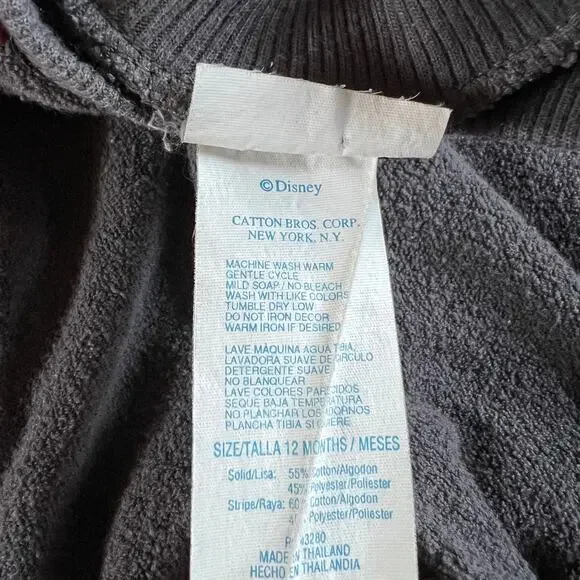 ©Disney
CATTON BROS. CORP.
NEW YORK, N.Y.
MACHINE WASH WARM
GENTLE CYCLE
MILD SOAP / NO BLEACH
WASH WITH LIKE COLORS
TUMBLE DRY LOW
DO NOT IRON DECOR
WARM IRON IF DESIRED
LAVE MÁQUINA AGUA TIBIA,
LAVADORA SUAVE DE CIRCULO
DETERGENTE SUAVE
NO BLANQUEAR
LAVE COLORES PARECIDOS
SEQUE BAJA TEMPERATURA
NO PLANCHAR LOS ADORNOS
PLANCHA TIBIA SI QUIERE
SIZE/TALLA 12 MONTHS / MESES
Solid/Lisa: 55% Cotton/Algodon
45% Polyester/Poliester
Stripe/Raya: 60% Cotton/Algodon
Polyester/Poliester
MADE IN THAILAND
HECHO EN THAILANDIA